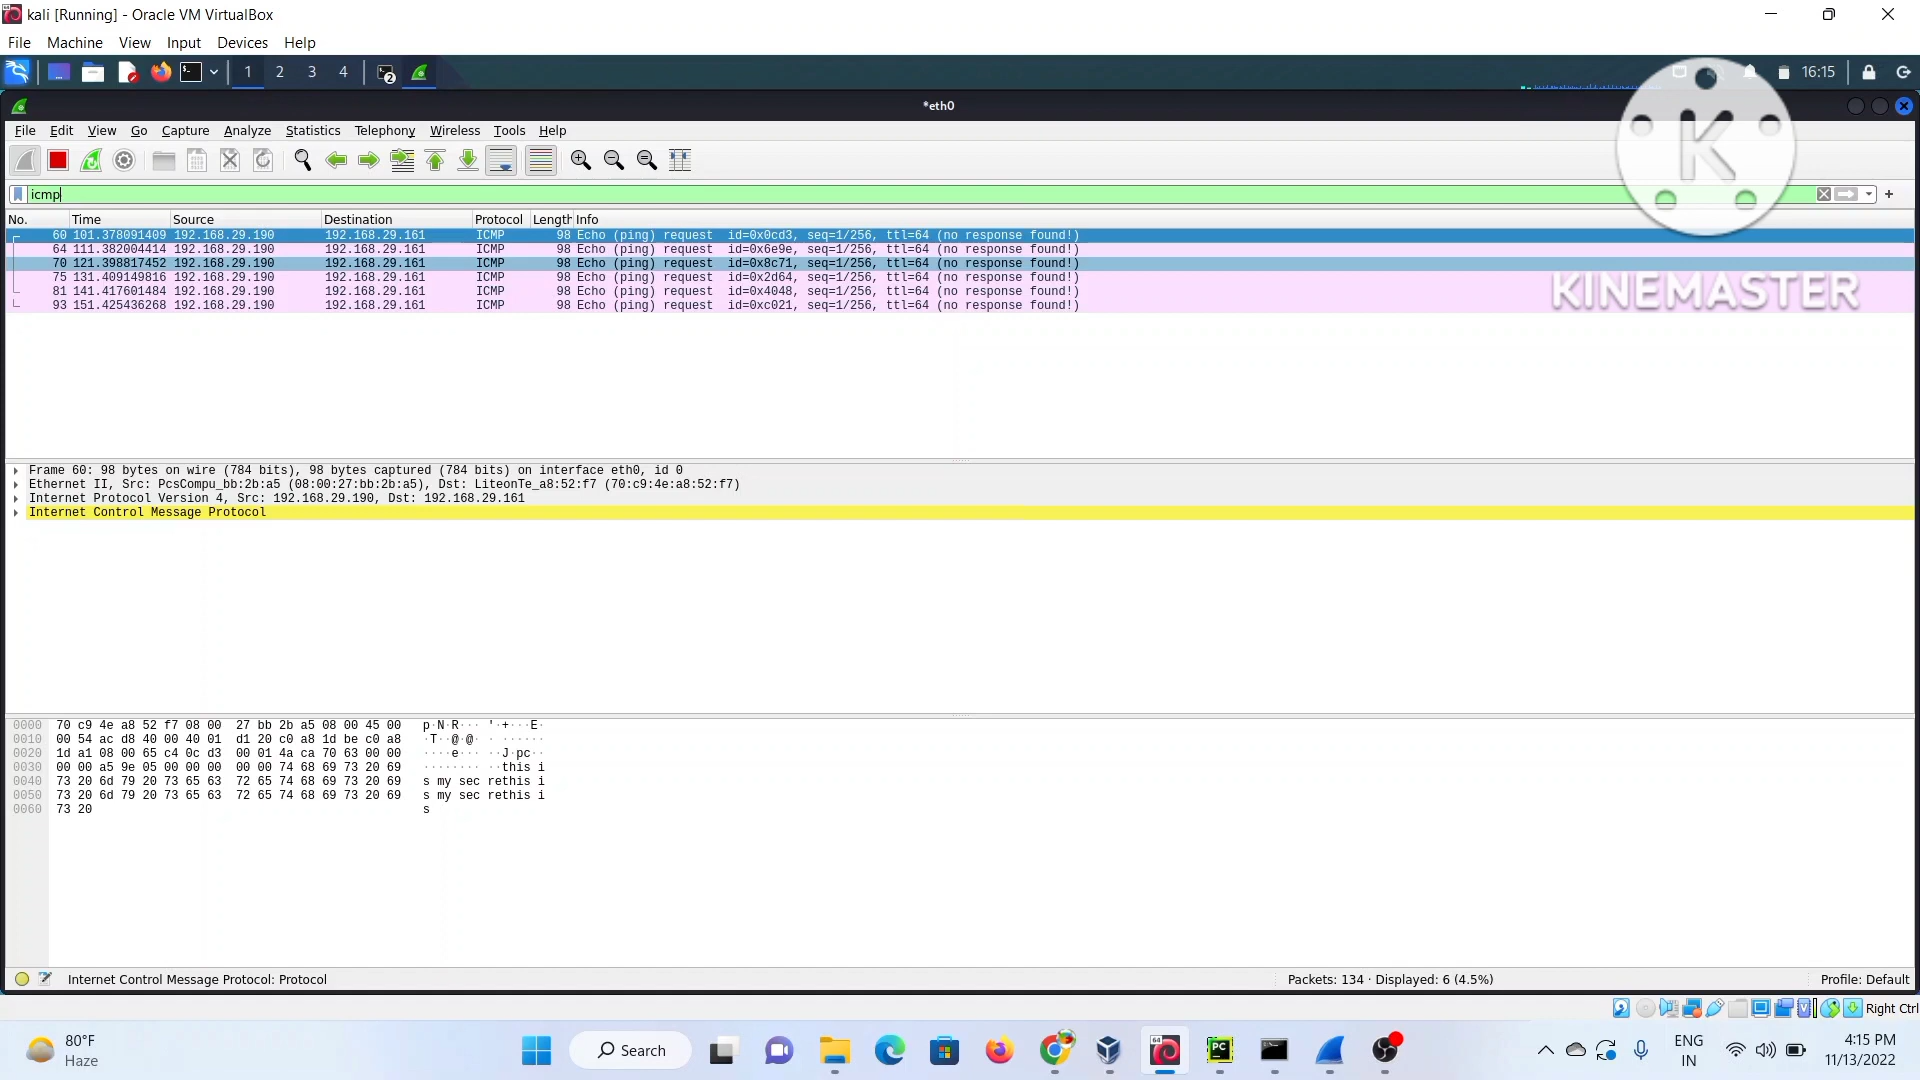 kali [Running] - Oracle VM VirtualBox
File Machine View Input Devices Help
1 2 3 4 2 16:15
*eth0
File Edit View Go Capture Analyze Statistics Telephony Wireless Tools Help
K
icmp
No. Time Source Destination Protocol Length Info
60 101.378091409 192.168.29.190 192.168.29.161 ICMP 98 Echo (ping) request id=0x0cd3, seq=1/256, ttl=64 (no response found!)
64 111.382004414 192.168.29.190 192.168.29.161 ICMP 98 Echo (ping) request id=0x6e9e, seq=1/256, ttl=64 (no response found!)
70 121.398817452 192.168.29.190 192.168.29.161 ICMP 98 Echo (ping) request id=0x8c71, seq=1/256, ttl=64 (no response found!)
75 131.409149816 192.168.29.190 192.168.29.161 ICMP 98 Echo (ping) request id=0x2d64, seq=1/256, ttl=64 (no response found!)
81 141.417601484 192.168.29.190 192.168.29.161 ICMP 98 Echo (ping) request id=0x4048, seq=1/256, ttl=64 (no response found!)
93 151.425436268 192.168.29.190 192.168.29.161 ICMP 98 Echo (ping) request id=0xc021, seq=1/256, ttl=64 (no response found!)
KINEMASTER
Frame 60: 98 bytes on wire (784 bits), 98 bytes captured (784 bits) on interface eth0, id 0
Ethernet II, Src: PcsCompu_bb:2b:a5 (08:00:27:bb:2b:a5), Dst: LiteonTe_a8:52:f7 (70:c9:4e:a8:52:f7)
Internet Protocol Version 4, Src: 192.168.29.190, Dst: 192.168.29.161
Internet Control Message Protocol
0000 70 c9 4e a8 52 f7 08 00 27 bb 2b a5 08 00 45 00 p·N·R··· '·+···E·
0010 00 54 ac d8 40 00 40 01 d1 20 c0 a8 1d be c0 a8 ·T··@·@· · ······
0020 1d a1 08 00 65 c4 0c d3 00 01 4a ca 70 63 00 00 ····e··· ··J·pc··
0030 00 00 a5 9e 05 00 00 00 00 00 74 68 69 73 20 69 ········ ··this i
0040 73 20 6d 79 20 73 65 63 72 65 74 68 69 73 20 69 s my sec rethis i
0050 73 20 6d 79 20 73 65 63 72 65 74 68 69 73 20 69 s my sec rethis i
0060 73 20 s
Internet Control Message Protocol: Protocol Packets: 134 · Displayed: 6 (4.5%) Profile: Default
Right Ctrl
80°F
Haze
Search
64
PC
ENG
IN
4:15 PM
11/13/2022